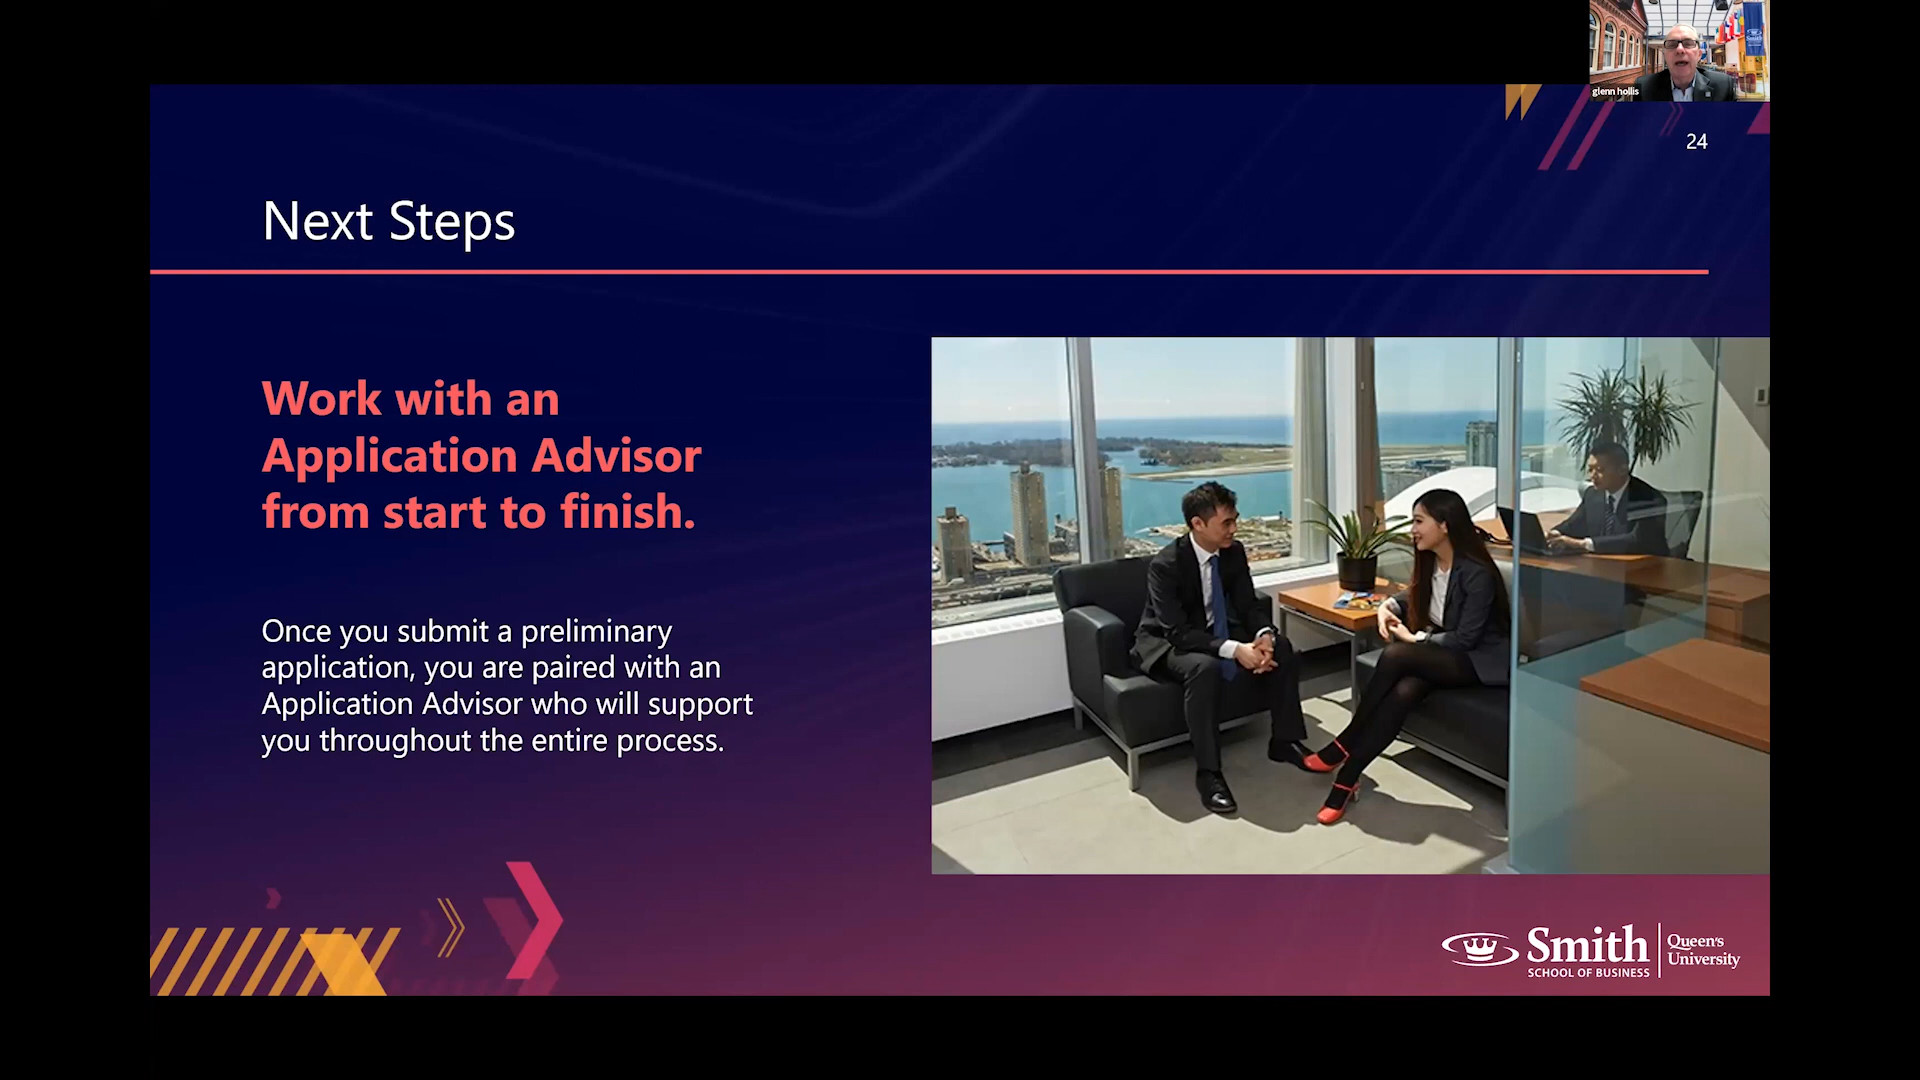 glenn hollis
24
Next Steps
Work with an
Application Advisor
from start to finish.
Once you submit a preliminary
application, you are paired with an
Application Advisor who will support
you throughout the entire process.
Smith
SCHOOL OF BUSINESS
Queen's
University